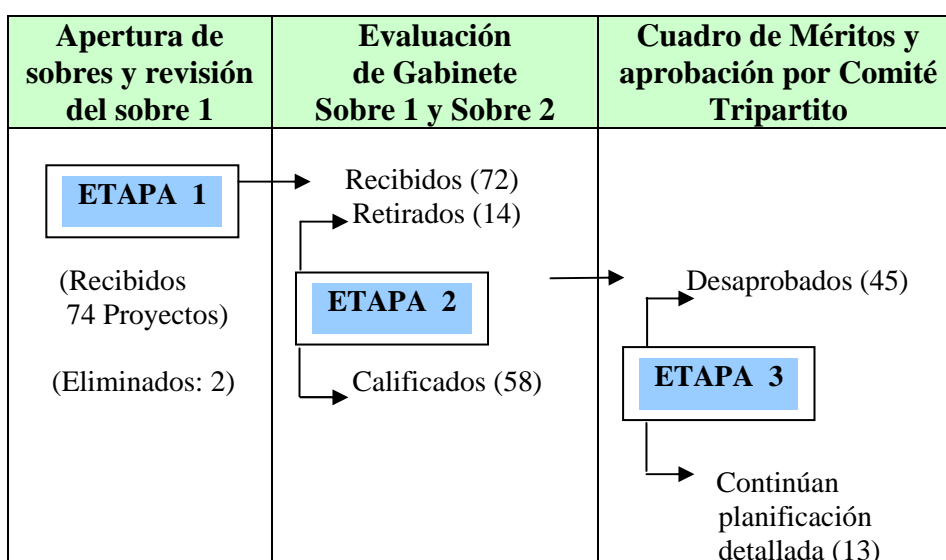 Apertura de
sobres y revisión
del sobre 1
Evaluación
de Gabinete
Sobre 1 y Sobre 2
Cuadro de Méritos y
aprobación por Comité
Tripartito
ETAPA 1
(Recibidos
74 Proyectos)
(Eliminados: 2)
Recibidos (72)
Retirados (14)
ETAPA 2
Calificados (58)
Desaprobados (45)
ETAPA 3
Continúan
planificación
detallada (13)